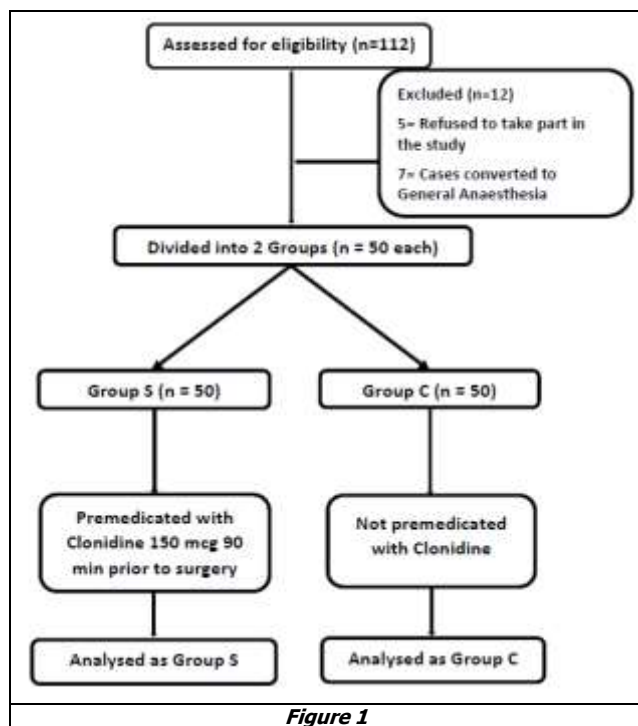 Assessed for eligibility (n=112)
Excluded (n=12)
5= Refused to take part in
the study
7= Cases converted to
General Anaesthesia
Divided into 2 Groups (n = 50 each)
Group S (n = 50)
Group C (n = 50)
Premedicated with
Clonidine 150 mcg 90
min prior to surgery
Not premedicated
with Clonidine
Analysed as Group S
Analysed as Group C
Figure 1